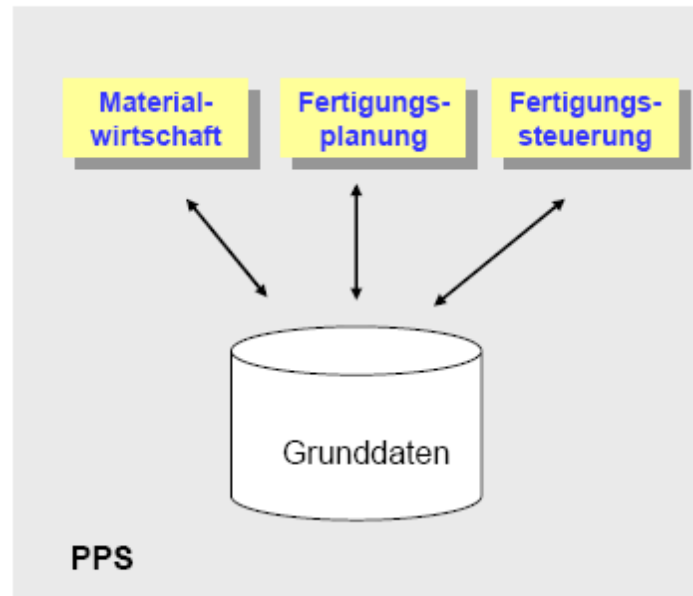 Material-
wirtschaft
Fertigungs-
planung
Fertigungs-
steuerung
Grunddaten
PPS